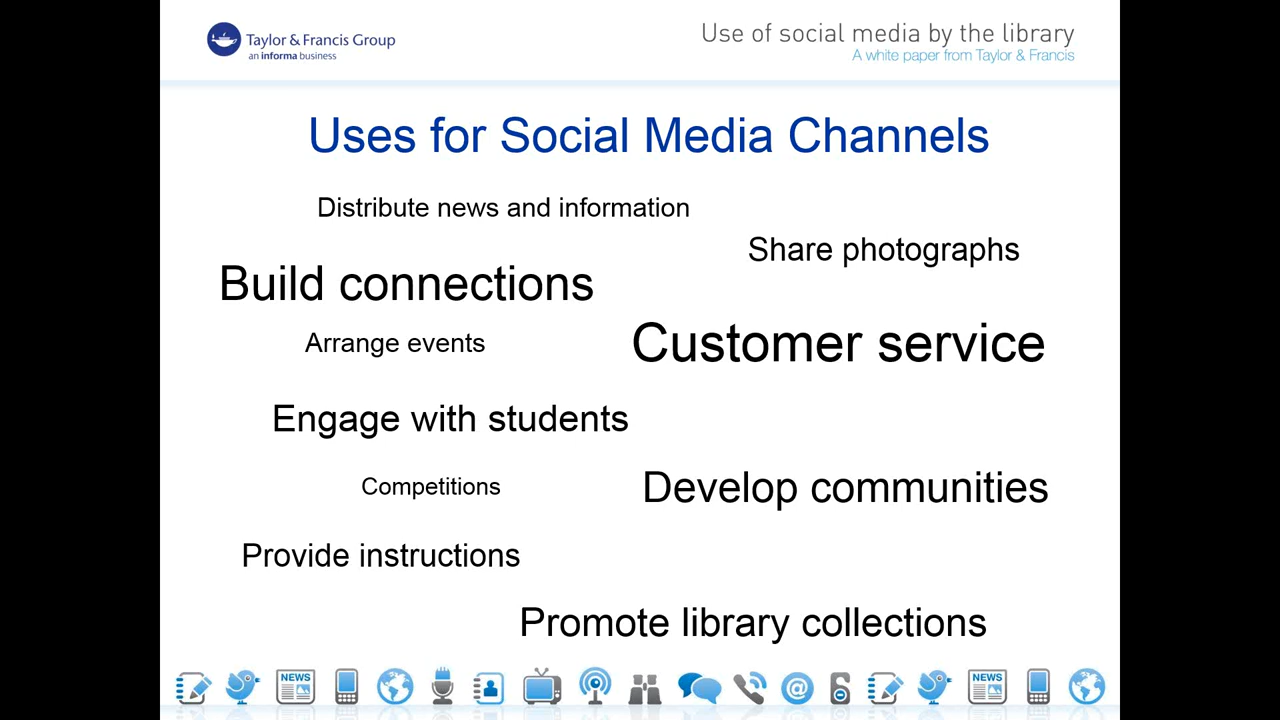 Taylor & Francis Group
an informa business
Use of social media by the library
A white paper from Taylor & Francis
Uses for Social Media Channels
Distribute news and information
Share photographs
Build connections
Arrange events
Customer service
Engage with students
Competitions
Develop communities
Provide instructions
Promote library collections
NEWS
@
NEWS